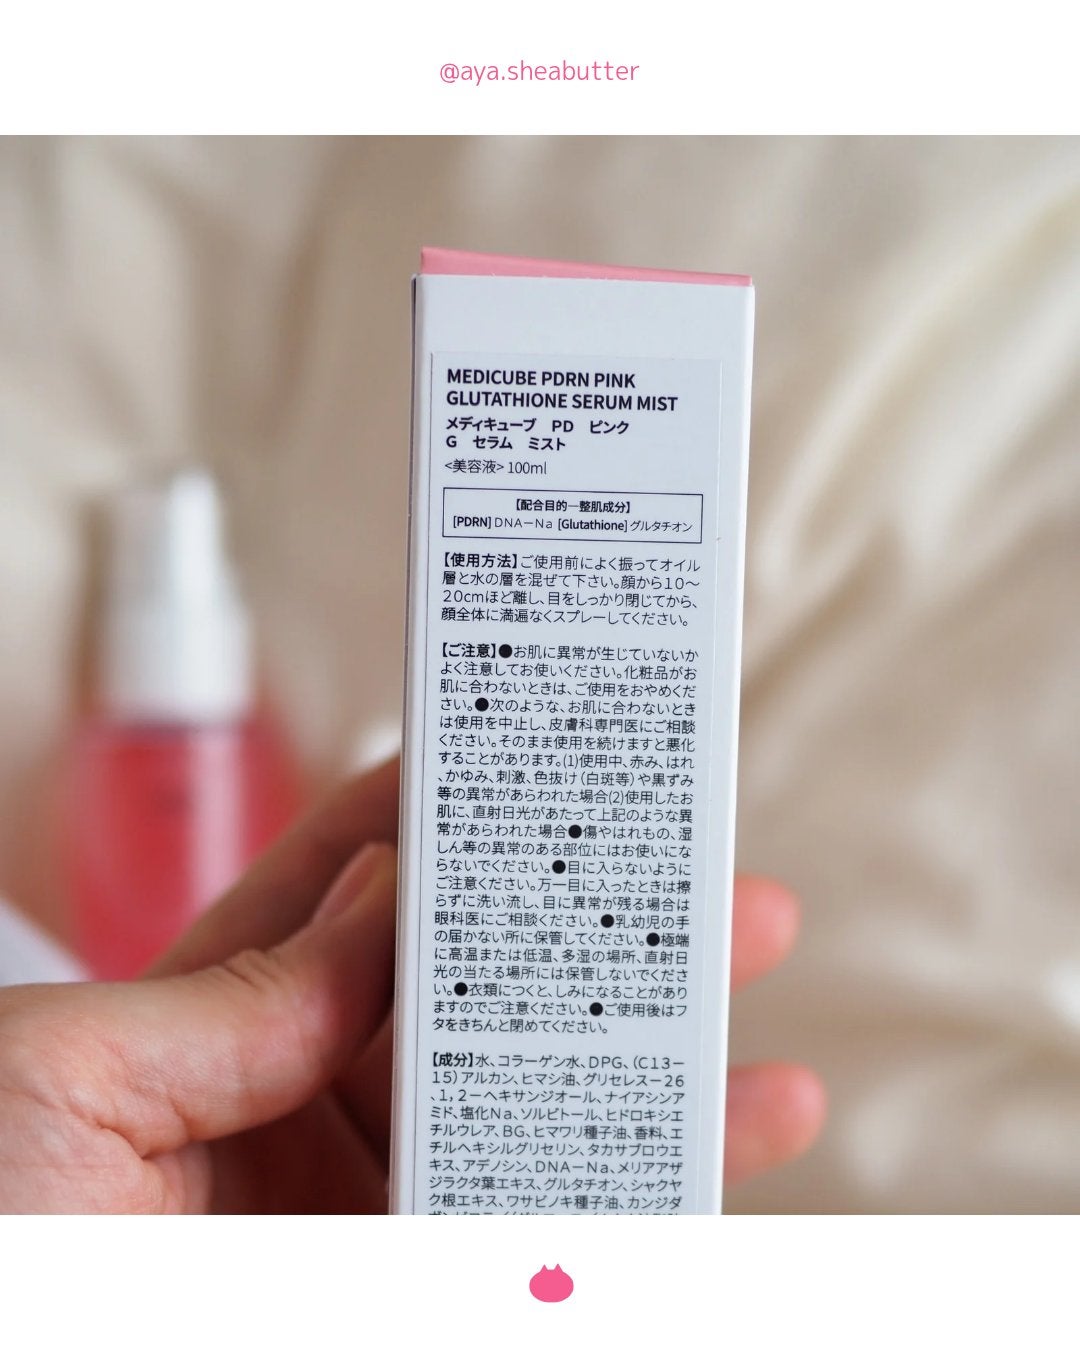 @aya.sheabutter
MEDICUBE PDRN PINK
GLUTATHIONE SERUM MIST
メディキューブ PD ピンク
G セラム ミスト
<美容液> 100ml
【配合目的―整肌成分】
[PDRN] DNA－Na [Glutathione] グルタチオン
【使用方法】ご使用前によく振ってオイル
層と水の層を混ぜて下さい。顔から10～
20cmほど離し、目をしっかり閉じてから、
顔全体に満遍なくスプレーしてください。
【ご注意】●お肌に異常が生じていないか
よく注意してお使いください。化粧品がお
肌に合わないときは、ご使用をおやめくだ
さい。●次のような、お肌に合わないとき
は使用を中止し、皮膚科専門医にご相談
ください。そのまま使用を続けますと悪化
することがあります。(1)使用中、赤み、はれ
、かゆみ、刺激、色抜け（白斑等）や黒ずみ
等の異常があらわれた場合(2)使用したお
肌に、直射日光があたって上記のような異
常があらわれた場合●傷やはれもの、湿
しん等の異常のある部位にはお使いにな
らないでください。●目に入らないように
ご注意ください。万一目に入ったときは擦
らずに洗い流し、目に異常が残る場合は
眼科医にご相談ください。●乳幼児の手
の届かない所に保管してください。●極端
に高温または低温、多湿の場所、直射日
光の当たる場所には保管しないでくださ
い。●衣類につくと、しみになることがあり
ますのでご注意ください。●ご使用後はフ
タをきちんと閉めてください。
【成分】水、コラーゲン水、DPG、（C13－
15）アルカン、ヒマシ油、グリセレス－26
、1，2－ヘキサンジオール、ナイアシンア
ミド、塩化Na、ソルビトール、ヒドロキシエ
チルウレア、BG、ヒマワリ種子油、香料、エ
チルヘキシルグリセリン、タカサブロウエ
キス、アデノシン、DNA－Na、メリアアザ
ジラクタ葉エキス、グルタチオン、シャクヤ
ク根エキス、ワサビノキ種子油、カンジダ